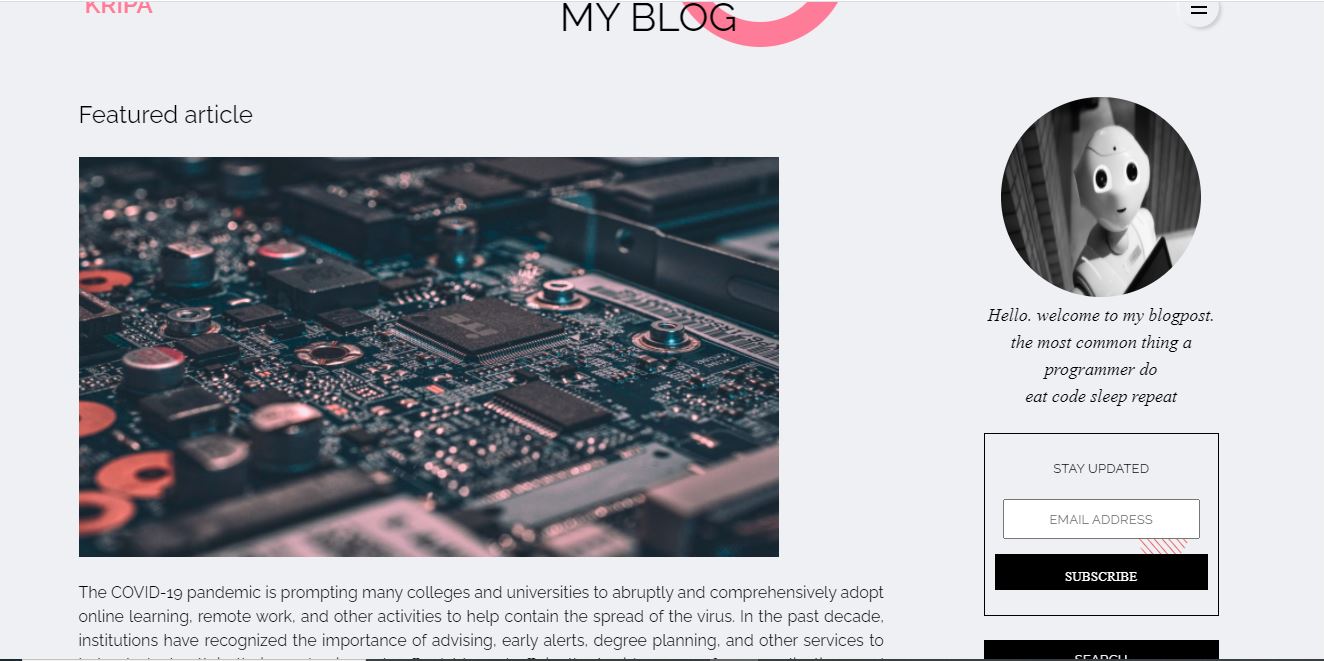 KRIPA
MY BLOG
Featured article
Hello. welcome to my blogpost.
the most common thing a
programmer do
eat code sleep repeat
STAY UPDATED
EMAIL ADDRESS
SUBSCRIBE
The COVID-19 pandemic is prompting many colleges and universities to abruptly and comprehensively adopt
online learning, remote work, and other activities to help contain the spread of the virus. In the past decade,
institutions have recognized the importance of advising, early alerts, degree planning, and other services to
SEARCH